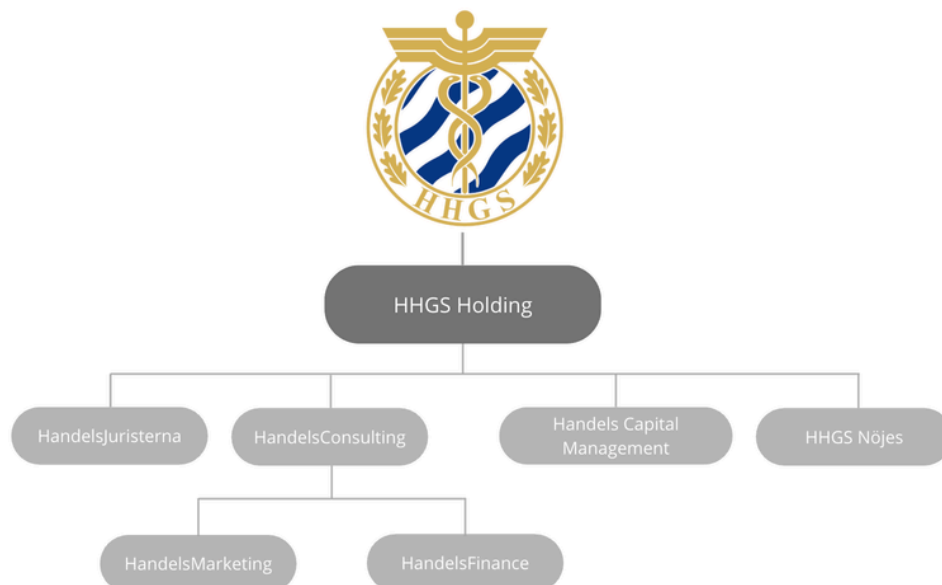 HHGS
HHGS Holding
HandelsJuristerna
HandelsConsulting
Handels Capital
Management
HHGS Nöjes
HandelsMarketing
HandelsFinance